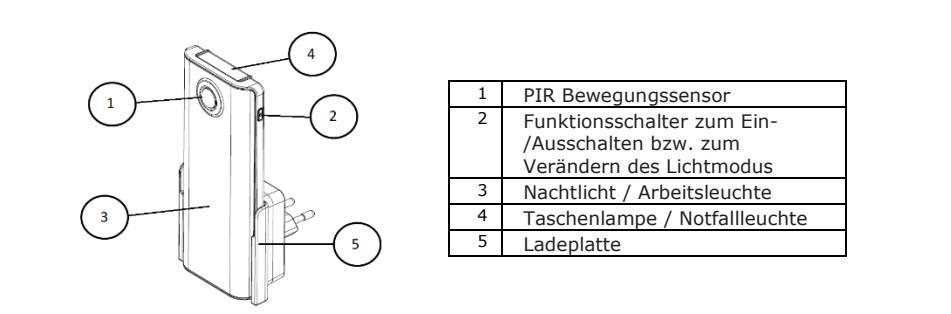 4
1
2
3
5
1 PIR Bewegungssensor
2 Funktionsschalter zum Ein-
/Ausschalten bzw. zum
Verändern des Lichtmodus
3 Nachtlicht / Arbeitsleuchte
4 Taschenlampe / Notfallleuchte
5 Ladeplatte